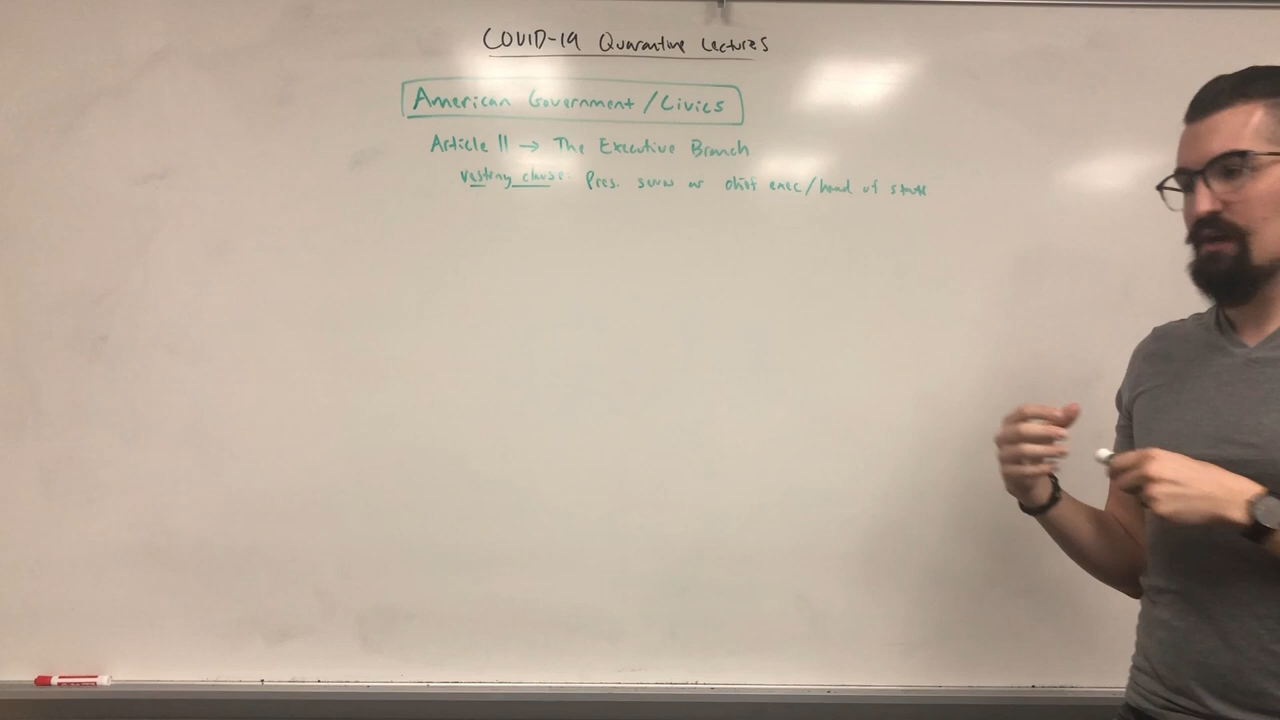 COVID-19 Quarantine Lectures
American Government/Civics
Article II → The Executive Branch
Vesting clause: Pres. serves as chief exec/head of state